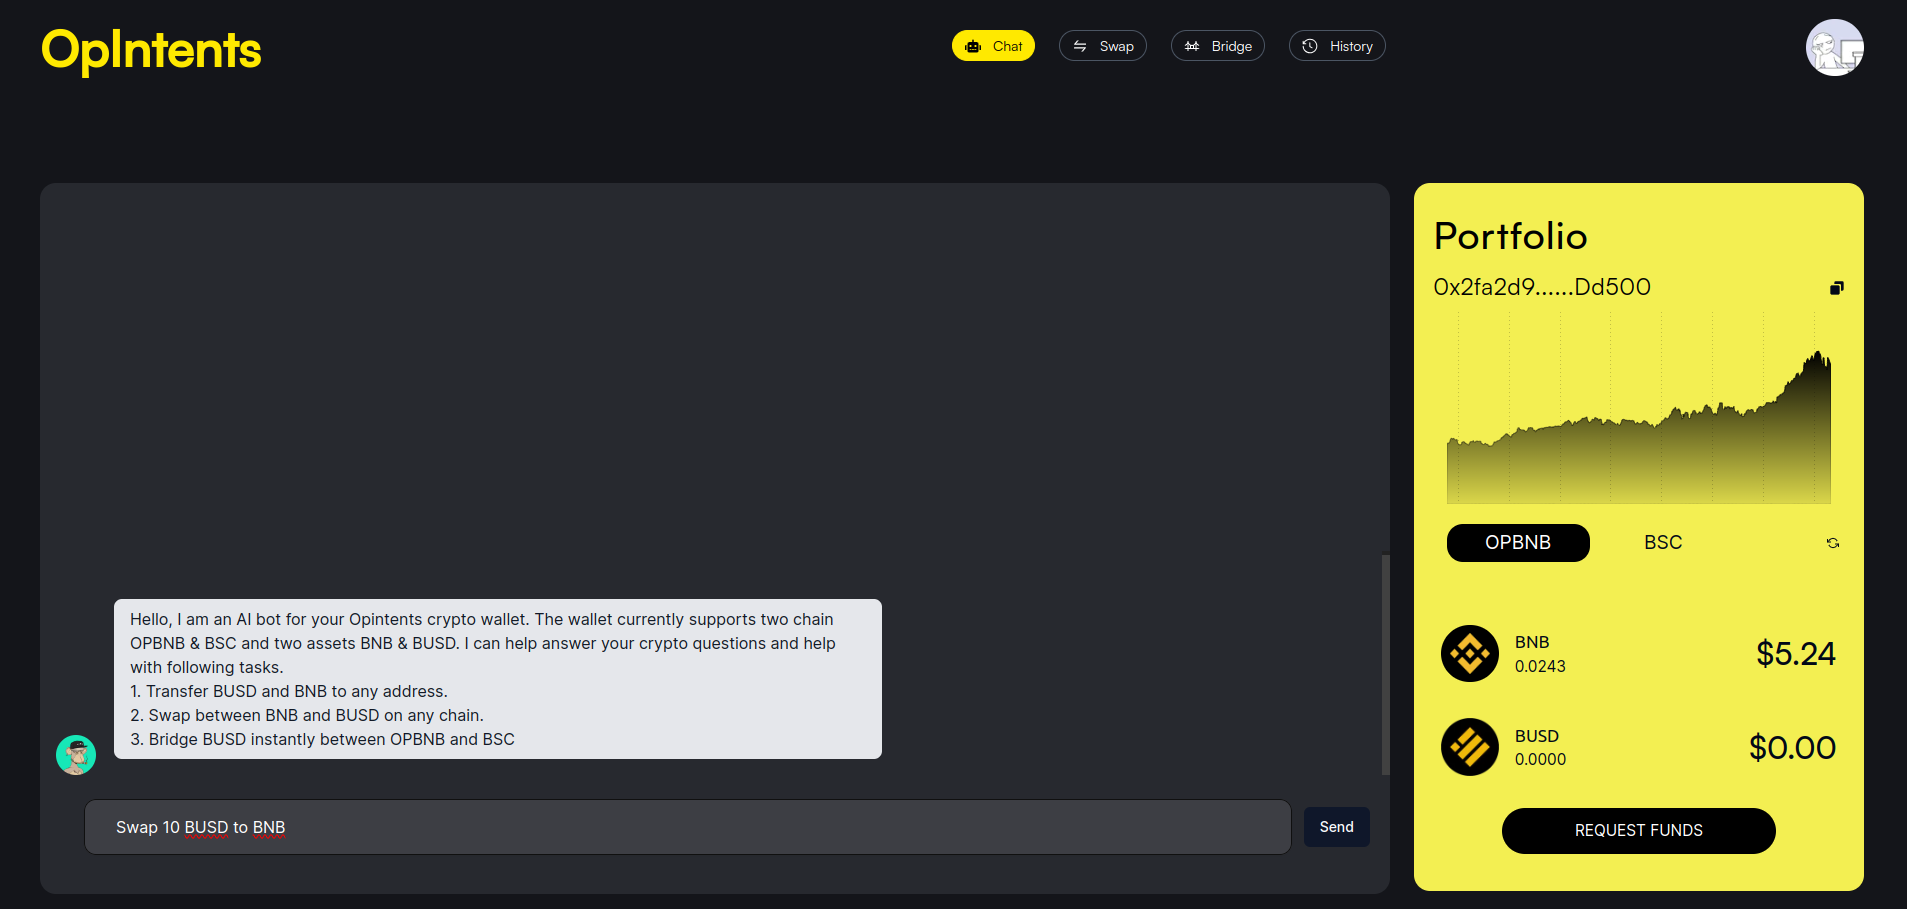 OpIntents
Chat
Swap
Bridge
History
Hello, I am an AI bot for your Opintents crypto wallet. The wallet currently supports two chain
OPBNB & BSC and two assets BNB & BUSD. I can help answer your crypto questions and help
with following tasks.
1. Transfer BUSD and BNB to any address.
2. Swap between BNB and BUSD on any chain.
3. Bridge BUSD instantly between OPBNB and BSC
Swap 10 BUSD to BNB
Send
Portfolio
0x2fa2d9......Dd500
OPBNB
BSC
BNB
0.0243
$5.24
BUSD
0.0000
$0.00
REQUEST FUNDS